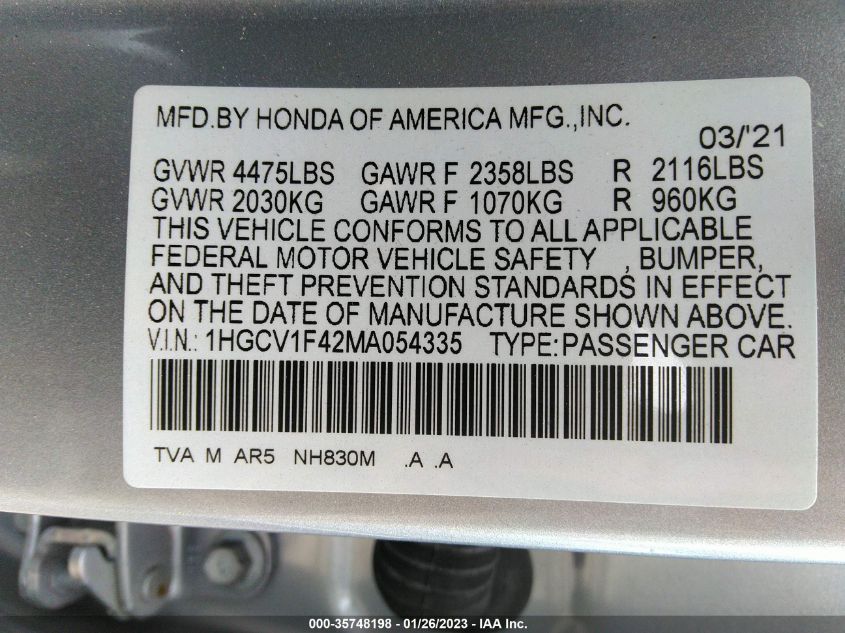 MFD.BY HONDA OF AMERICA MFG.,INC.
03/'21
GVWR 4475LBS GAWR F 2358LBS R 2116LBS
GVWR 2030KG GAWR F 1070KG R 960KG
THIS VEHICLE CONFORMS TO ALL APPLICABLE
FEDERAL MOTOR VEHICLE SAFETY , BUMPER,
AND THEFT PREVENTION STANDARDS IN EFFECT
ON THE DATE OF MANUFACTURE SHOWN ABOVE.
V.I.N.: 1HGCV1F42MA054335 TYPE:PASSENGER CAR
TVA M AR5 NH830M .A .A
000-35748198 - 01/26/2023 - IAA Inc.